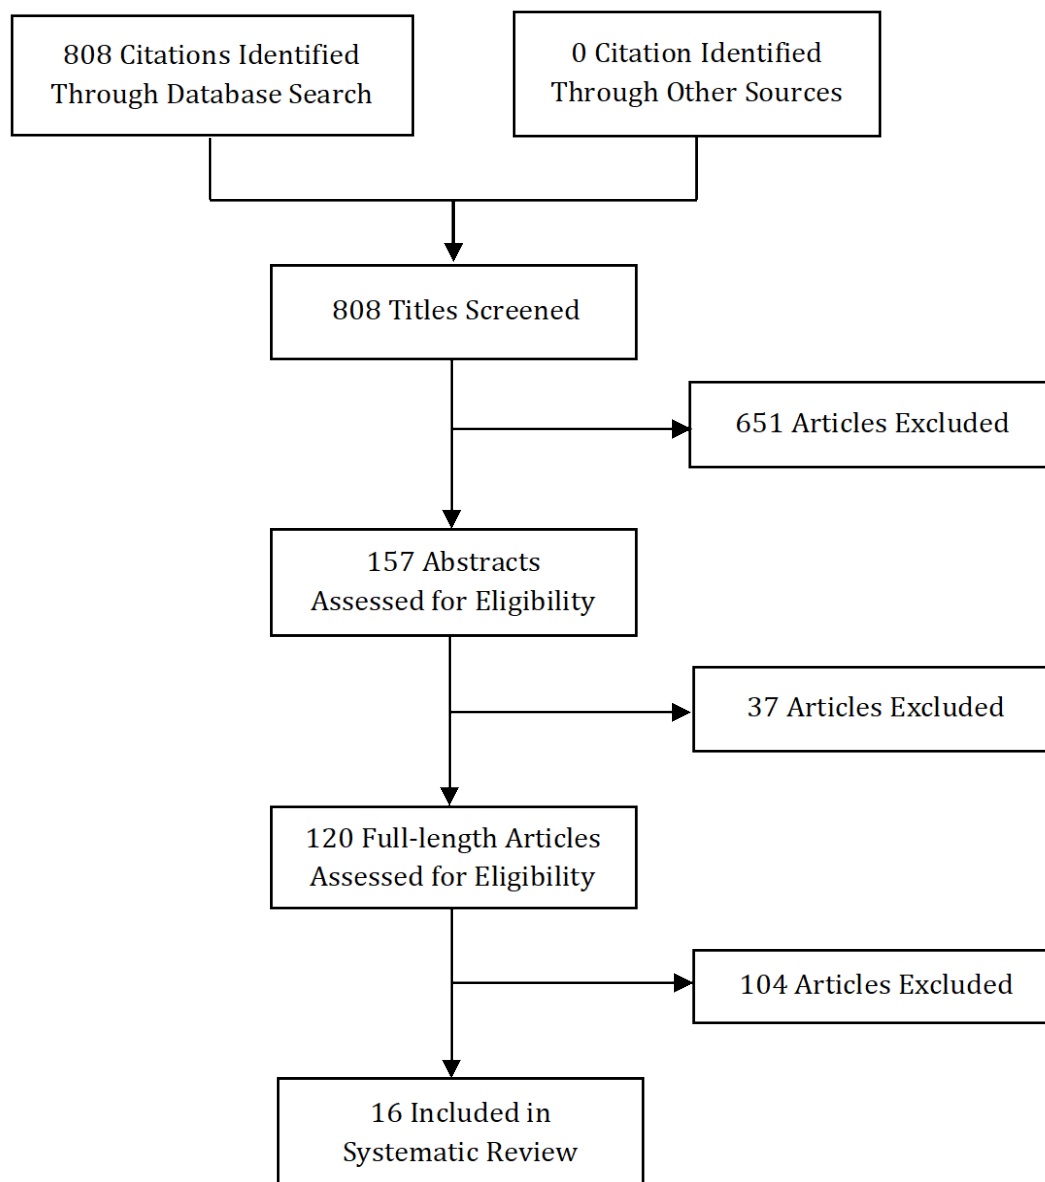 808 Citations Identified
Through Database Search
0 Citation Identified
Through Other Sources
808 Titles Screened
651 Articles Excluded
157 Abstracts
Assessed for Eligibility
37 Articles Excluded
120 Full-length Articles
Assessed for Eligibility
104 Articles Excluded
16 Included in
Systematic Review